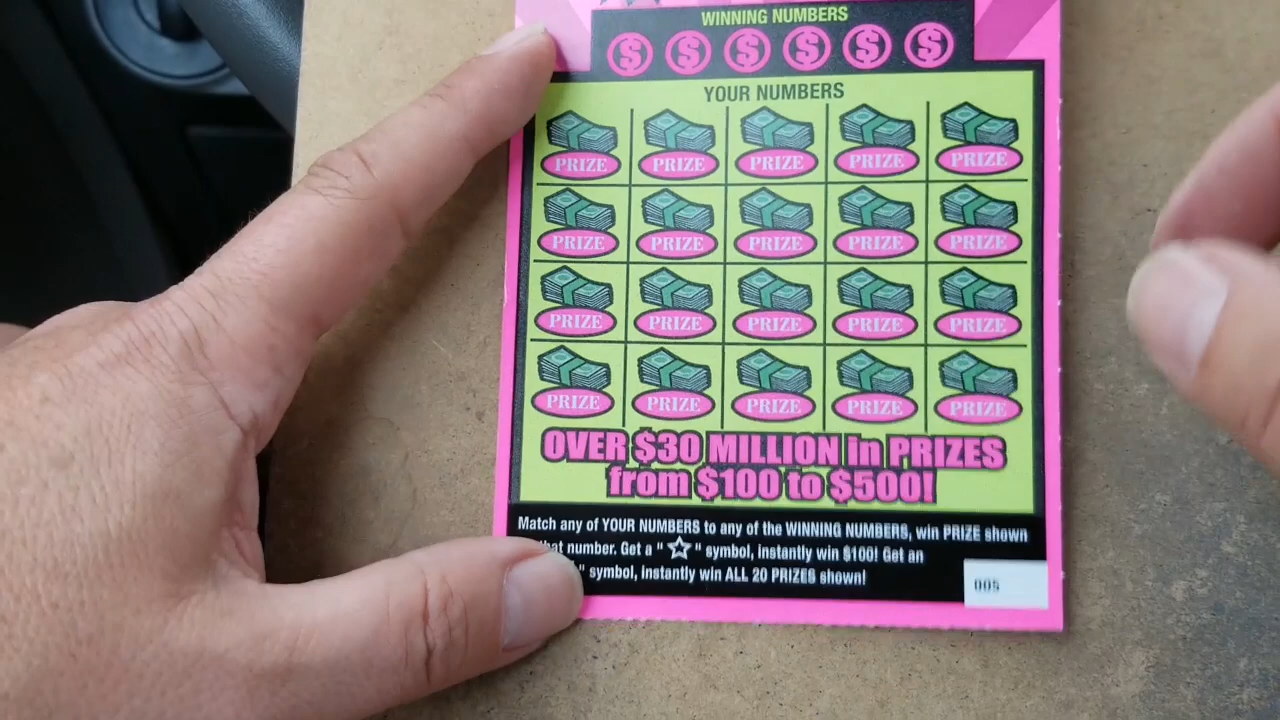 WINNING NUMBERS
$ $ $ $ $ $
YOUR NUMBERS
PRIZE PRIZE PRIZE PRIZE PRIZE
PRIZE PRIZE PRIZE PRIZE PRIZE
PRIZE PRIZE PRIZE PRIZE PRIZE
PRIZE PRIZE PRIZE PRIZE PRIZE
OVER $30 MILLION in PRIZES
from $100 to $500!
Match any of YOUR NUMBERS to any of the WINNING NUMBERS, win PRIZE shown
that number. Get a " ☆ " symbol, instantly win $100! Get an
" symbol, instantly win ALL 20 PRIZES shown!
005